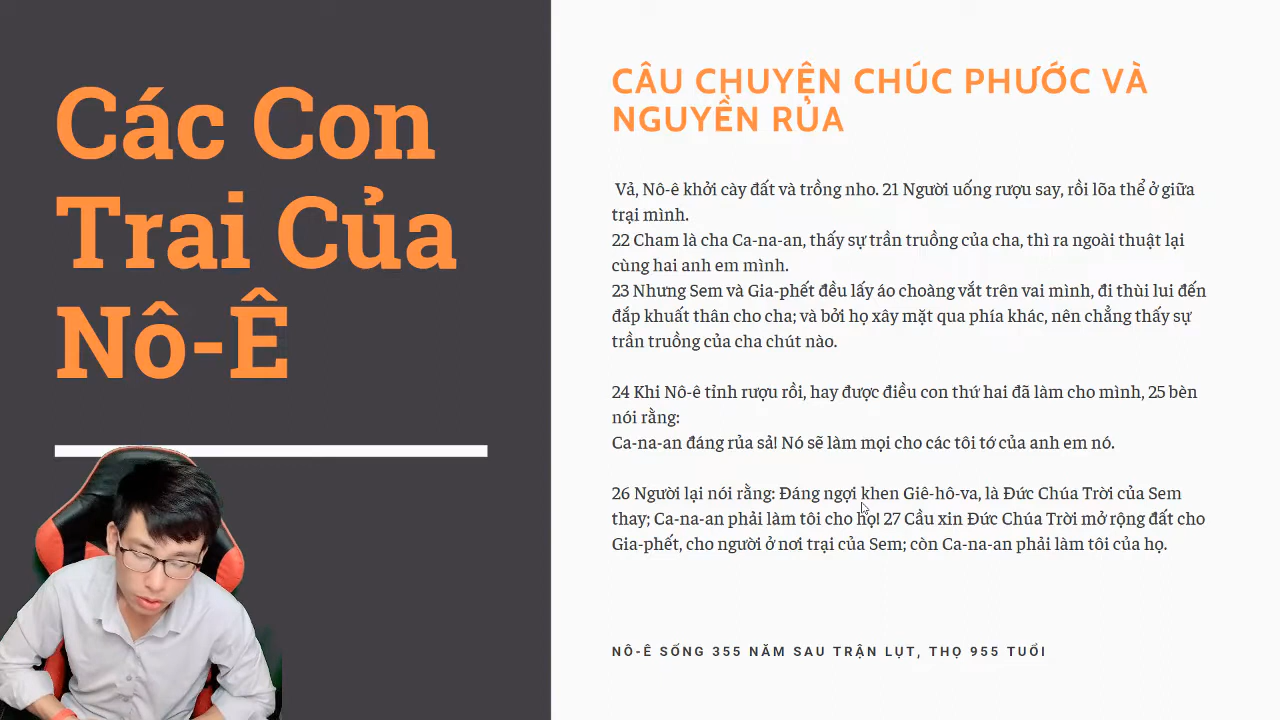 Các Con
Trai Của
Nô-Ê
CÂU CHUYỆN CHÚC PHƯỚC VÀ
NGUYỀN RỦA
Vả, Nô-ê khởi cày đất và trồng nho. 21 Người uống rượu say, rồi lõa thể ở giữa
trại mình.
22 Cham là cha Ca-na-an, thấy sự trần truồng của cha, thì ra ngoài thuật lại
cùng hai anh em mình.
23 Nhưng Sem và Gia-phết đều lấy áo choàng vắt trên vai mình, đi thùi lui đến
đắp khuất thân cho cha; và bởi họ xây mặt qua phía khác, nên chẳng thấy sự
trần truồng của cha chút nào.
24 Khi Nô-ê tỉnh rượu rồi, hay được điều con thứ hai đã làm cho mình, 25 bèn
nói rằng:
Ca-na-an đáng rủa sả! Nó sẽ làm mọi cho các tôi tớ của anh em nó.
26 Người lại nói rằng: Đáng ngợi khen Giê-hô-va, là Đức Chúa Trời của Sem
thay; Ca-na-an phải làm tôi cho họ! 27 Cầu xin Đức Chúa Trời mở rộng đất cho
Gia-phết, cho người ở nơi trại của Sem; còn Ca-na-an phải làm tôi của họ.
NÔ-Ê SỐNG 355 NĂM SAU TRẬN LỤT, THỌ 955 TUỔI